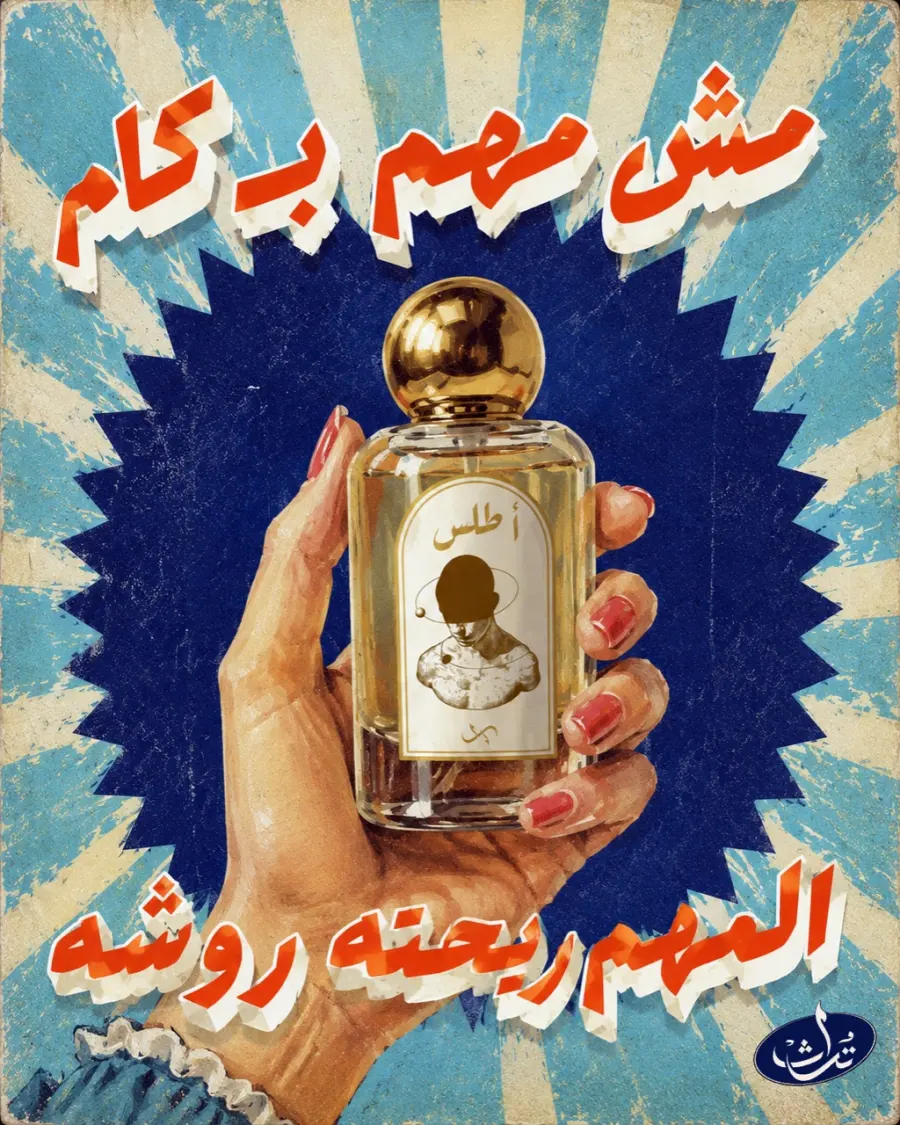 مش مهم بـ كام
أطلس
المهم ريحته روشه
تراث